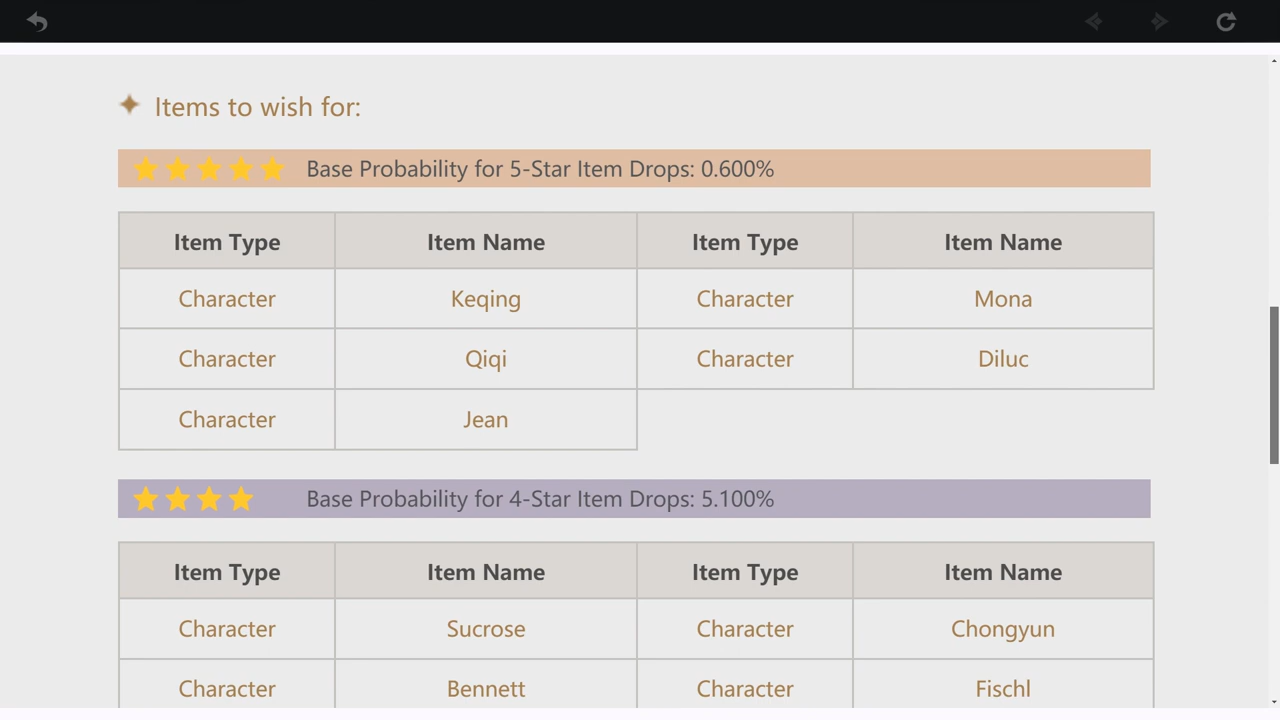 Items to wish for:
Base Probability for 5-Star Item Drops: 0.600%
Item Type Item Name Item Type Item Name
Character Keqing Character Mona
Character Qiqi Character Diluc
Character Jean
Base Probability for 4-Star Item Drops: 5.100%
Item Type Item Name Item Type Item Name
Character Sucrose Character Chongyun
Character Bennett Character Fischl